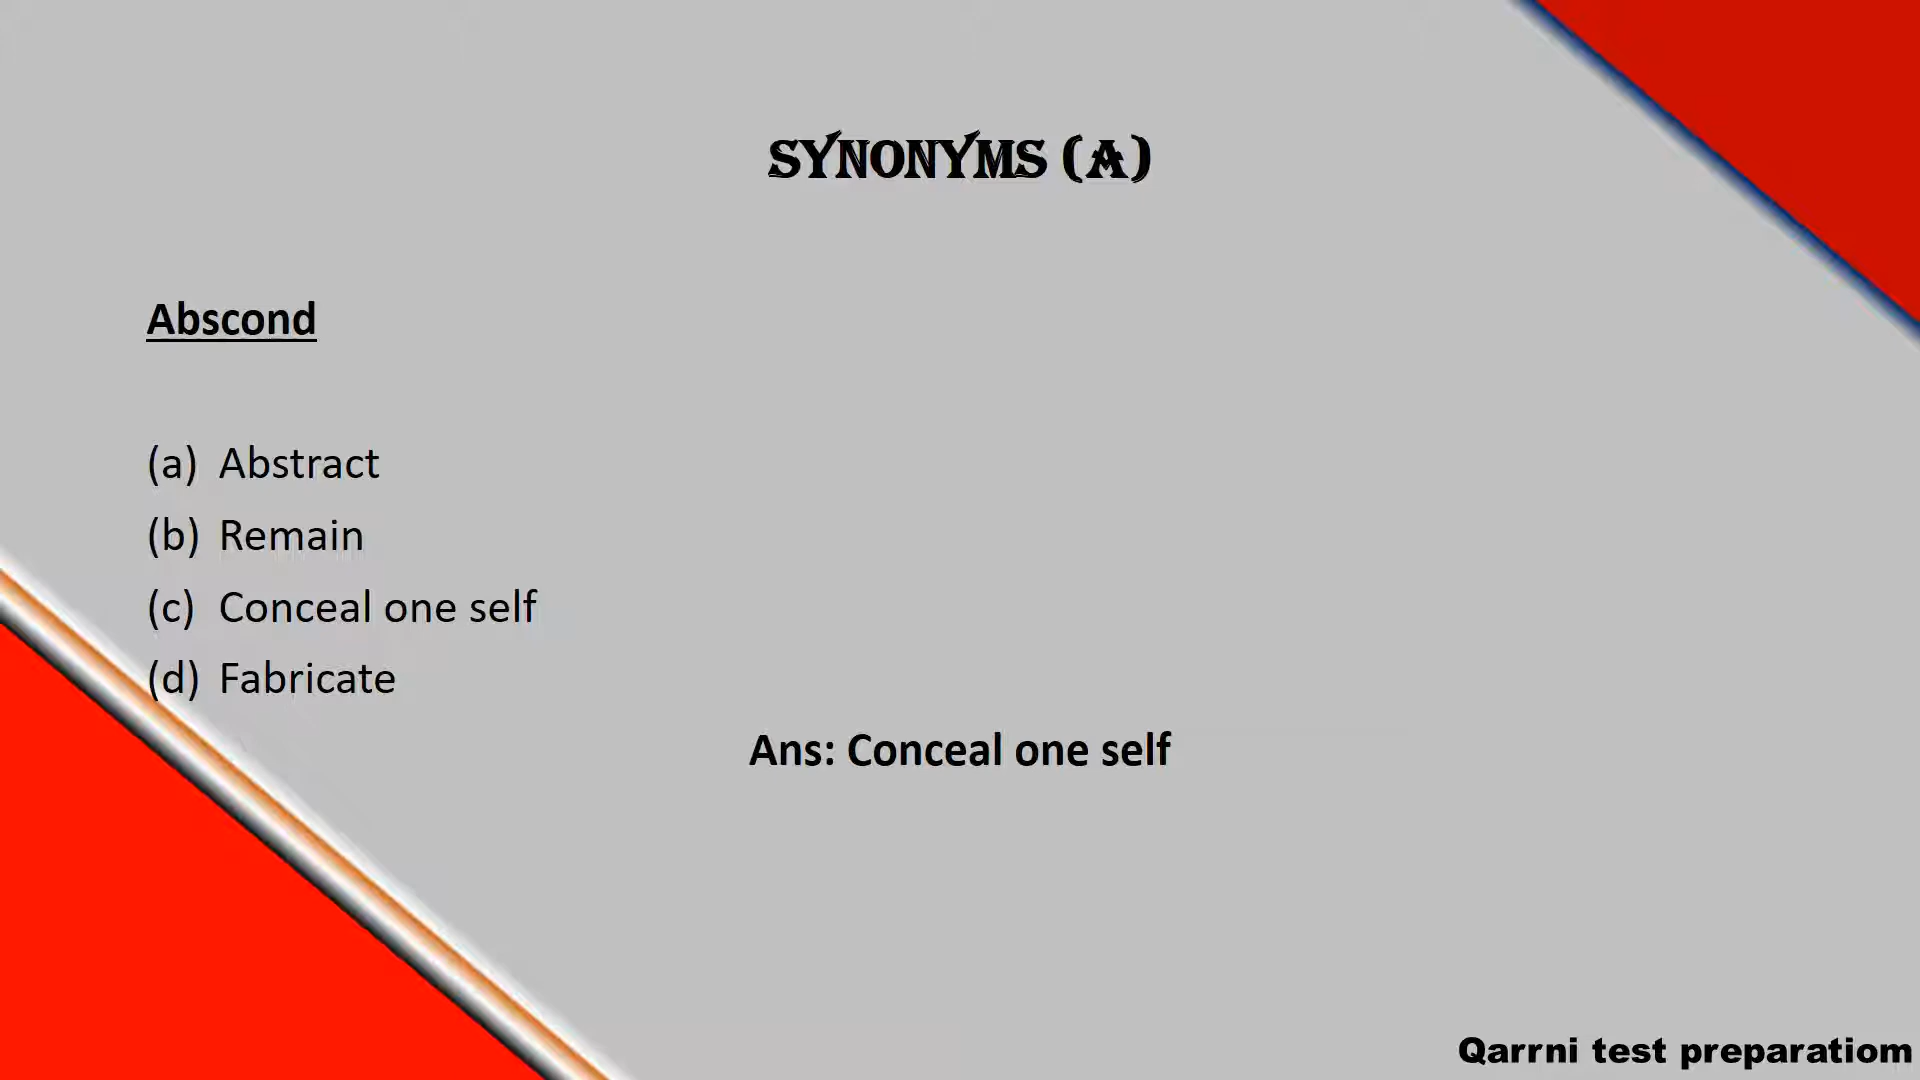 SYNONYMS (A)
Abscond
(a) Abstract
(b) Remain
(c) Conceal one self
(d) Fabricate
Ans: Conceal one self
Qarrni test preparatiom